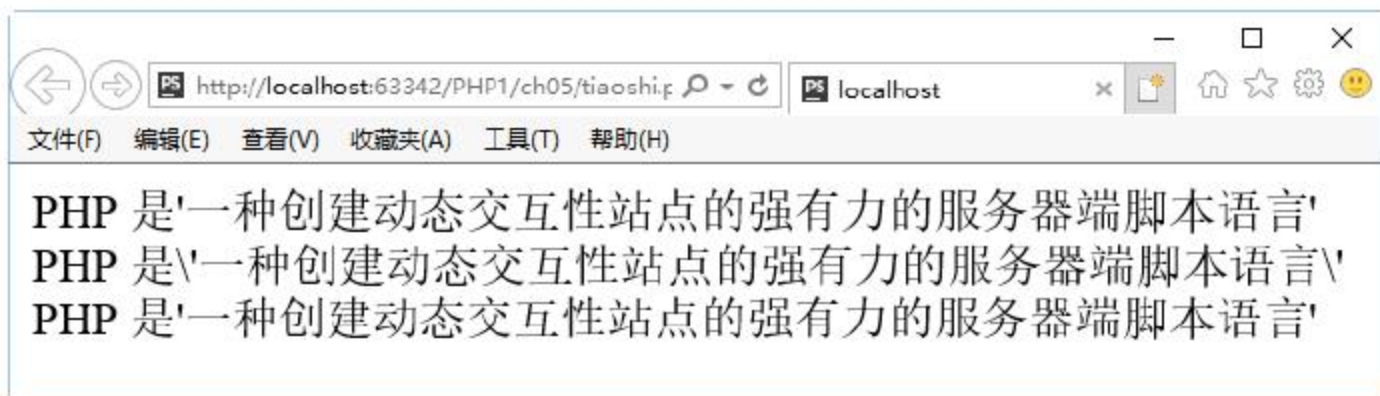 PS http://localhost:63342/PHP1/ch05/tiaoshi.p
PS localhost
文件(F) 编辑(E) 查看(V) 收藏夹(A) 工具(T) 帮助(H)
PHP 是'一种创建动态交互性站点的强有力的服务器端脚本语言'
PHP 是\'一种创建动态交互性站点的强有力的服务器端脚本语言\'
PHP 是'一种创建动态交互性站点的强有力的服务器端脚本语言'